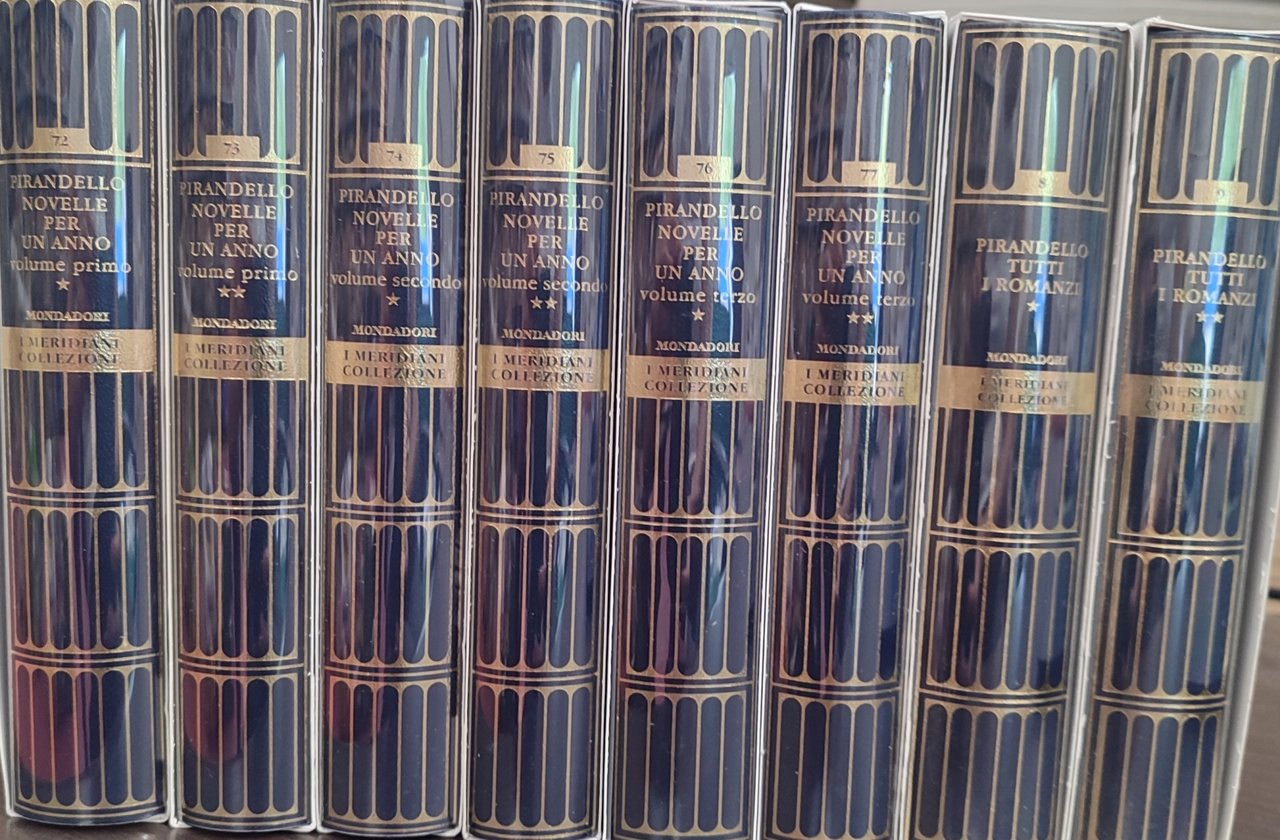 72
PIRANDELLO
NOVELLE
PER
UN ANNO
volume primo
★
MONDADORI
I MERIDIANI
COLLEZIONE
73
PIRANDELLO
NOVELLE
PER
UN ANNO
volume primo
★★
MONDADORI
I MERIDIANI
COLLEZIONE
74
PIRANDELLO
NOVELLE
PER
UN ANNO
volume secondo
★
MONDADORI
I MERIDIANI
COLLEZIONE
75
PIRANDELLO
NOVELLE
PER
UN ANNO
volume secondo
★★
MONDADORI
I MERIDIANI
COLLEZIONE
76
PIRANDELLO
NOVELLE
PER
UN ANNO
volume terzo
★
MONDADORI
I MERIDIANI
COLLEZIONE
77
PIRANDELLO
NOVELLE
PER
UN ANNO
volume terzo
★★
MONDADORI
I MERIDIANI
COLLEZIONE
8
PIRANDELLO
TUTTI
I ROMANZI
★
MONDADORI
I MERIDIANI
COLLEZIONE
9
PIRANDELLO
TUTTI
I ROMANZI
★★
MONDADORI
I MERIDIANI
COLLEZIONE